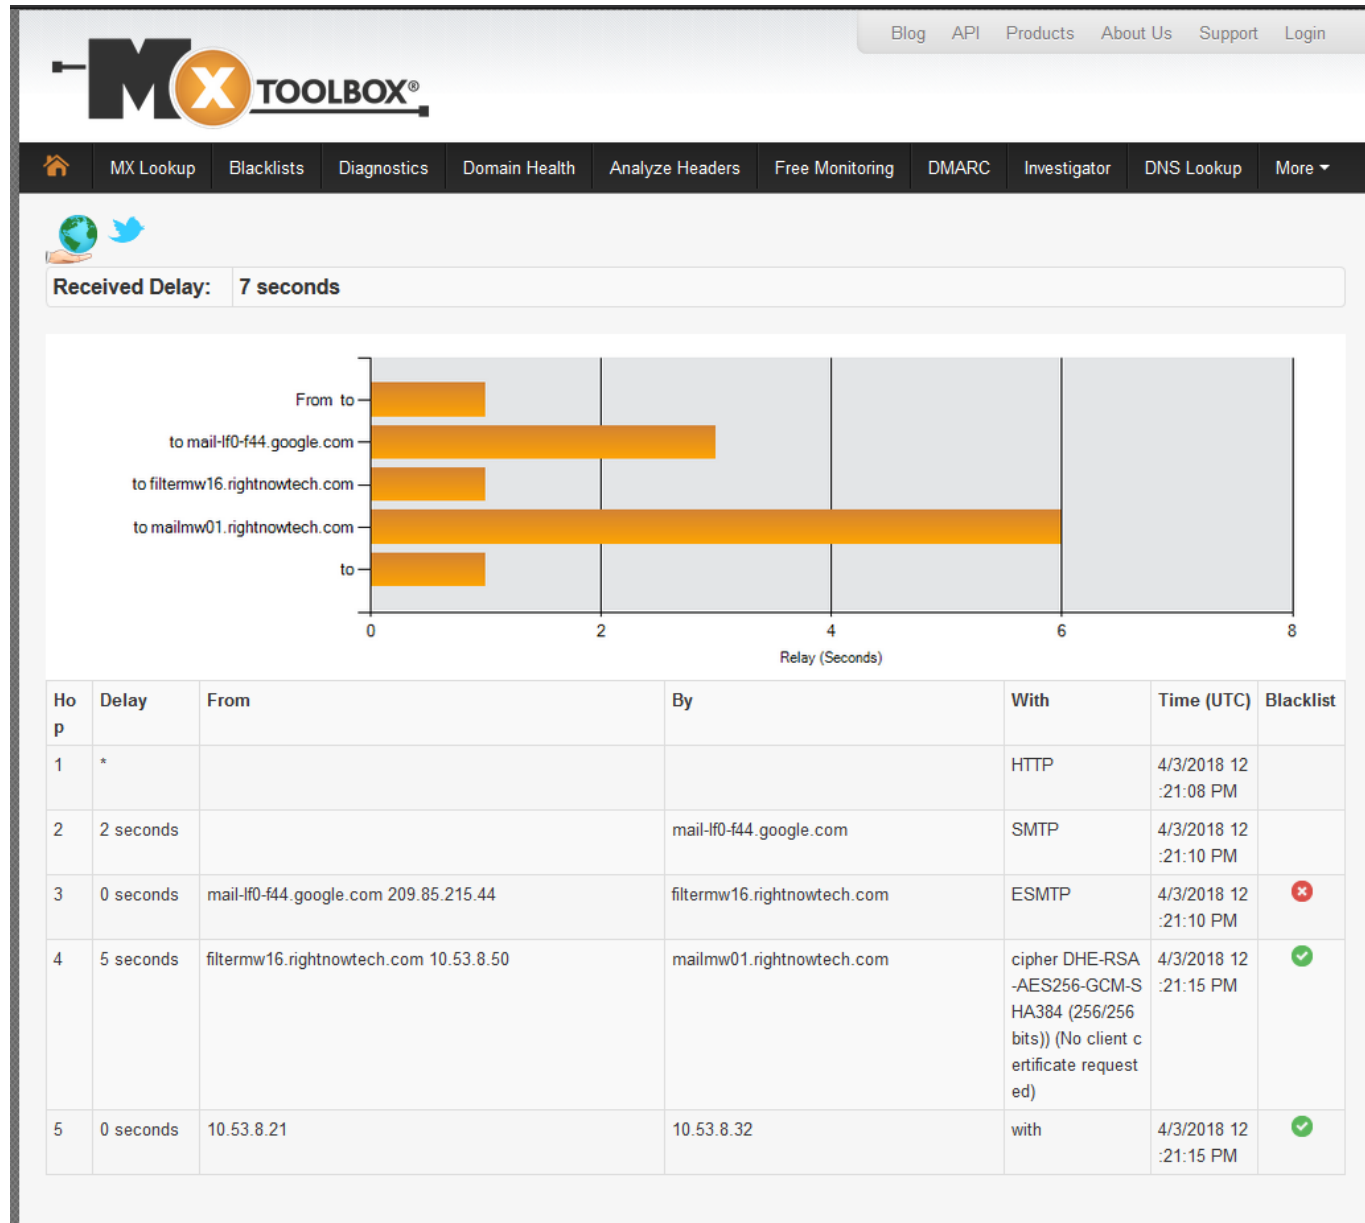 Blog API Products About Us Support Login
MX TOOLBOX®
MX Lookup Blacklists Diagnostics Domain Health Analyze Headers Free Monitoring DMARC Investigator DNS Lookup More
Received Delay: 7 seconds
From to
to mail-lf0-f44.google.com
to filtermw16.rightnowtech.com
to mailmw01.rightnowtech.com
to
0 2 4 6 8
Relay (Seconds)
Ho Delay From By With Time (UTC) Blacklist
p
1 * HTTP 4/3/2018 12
:21:08 PM
2 2 seconds mail-lf0-f44.google.com SMTP 4/3/2018 12
:21:10 PM
3 0 seconds mail-lf0-f44.google.com 209.85.215.44 filtermw16.rightnowtech.com ESMTP 4/3/2018 12
:21:10 PM
4 5 seconds filtermw16.rightnowtech.com 10.53.8.50 mailmw01.rightnowtech.com cipher DHE-RSA 4/3/2018 12
-AES256-GCM-S :21:15 PM
HA384 (256/256
bits)) (No client c
ertificate request
ed)
5 0 seconds 10.53.8.21 10.53.8.32 with 4/3/2018 12
:21:15 PM